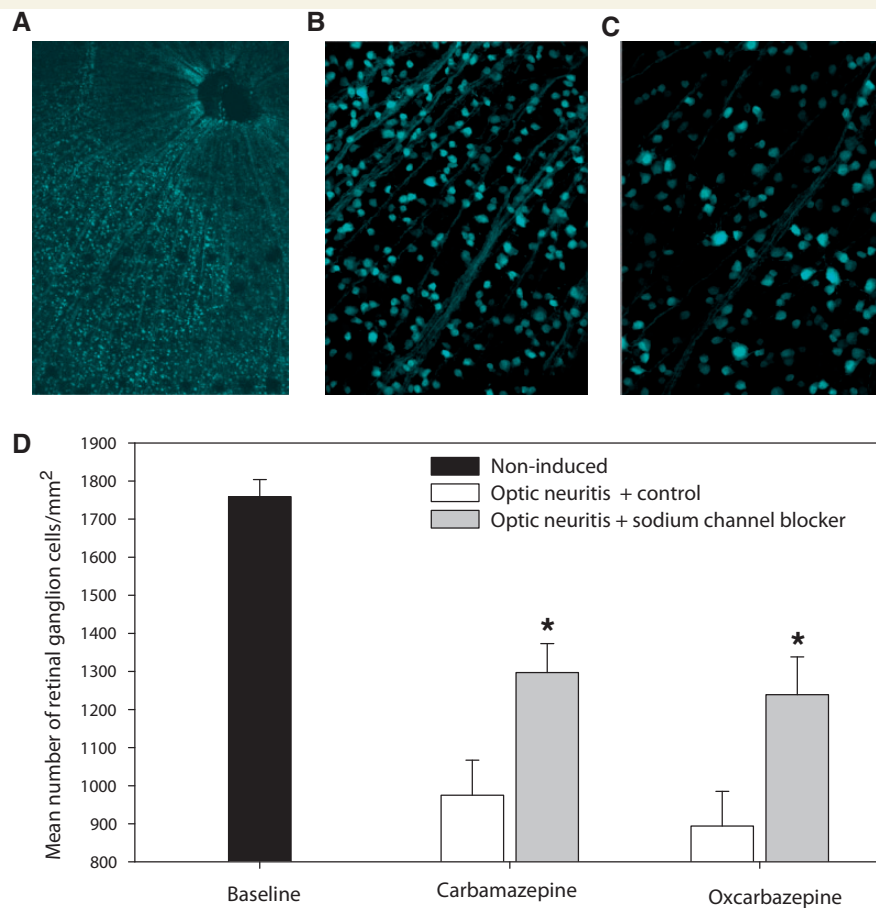 A
B
C
D
Mean number of retinal ganglion cells/mm²
1900
1800
1700
1600
1500
1400
1300
1200
1100
1000
900
800
Non-induced
Optic neuritis + control
Optic neuritis + sodium channel blocker
*
*
Baseline
Carbamazepine
Oxcarbazepine